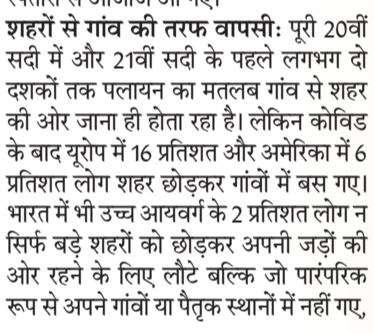 शहरों से गांव की तरफ वापसी: पूरी 20वीं
सदी में और 21वीं सदी के पहले लगभग दो
दशकों तक पलायन का मतलब गांव से शहर
की ओर जाना ही होता रहा है। लेकिन कोविड
के बाद यूरोप में 16 प्रतिशत और अमेरिका में 6
प्रतिशत लोग शहर छोड़कर गांवों में बस गए।
भारत में भी उच्च आयवर्ग के 2 प्रतिशत लोग न
सिर्फ बड़े शहरों को छोड़कर अपनी जड़ों की
ओर रहने के लिए लौटे बल्कि जो पारंपरिक
रूप से अपने गांवों या पैतृक स्थानों में नहीं गए,